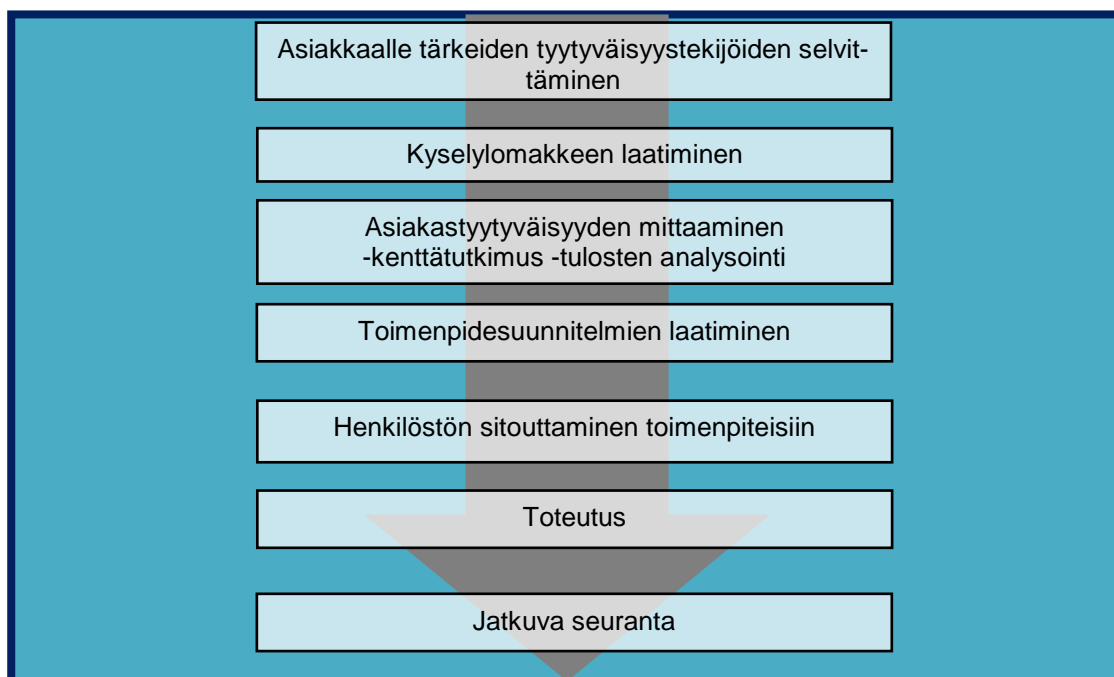 Asiakkaalle tärkeiden tyytyväisyystekijöiden selvit-
täminen
Kyselylomakkeen laatiminen
Asiakastyytyväisyyden mittaaminen
-kenttätutkimus -tulosten analysointi
Toimenpidesuunnitelmien laatiminen
Henkilöstön sitouttaminen toimenpiteisiin
Toteutus
Jatkuva seuranta